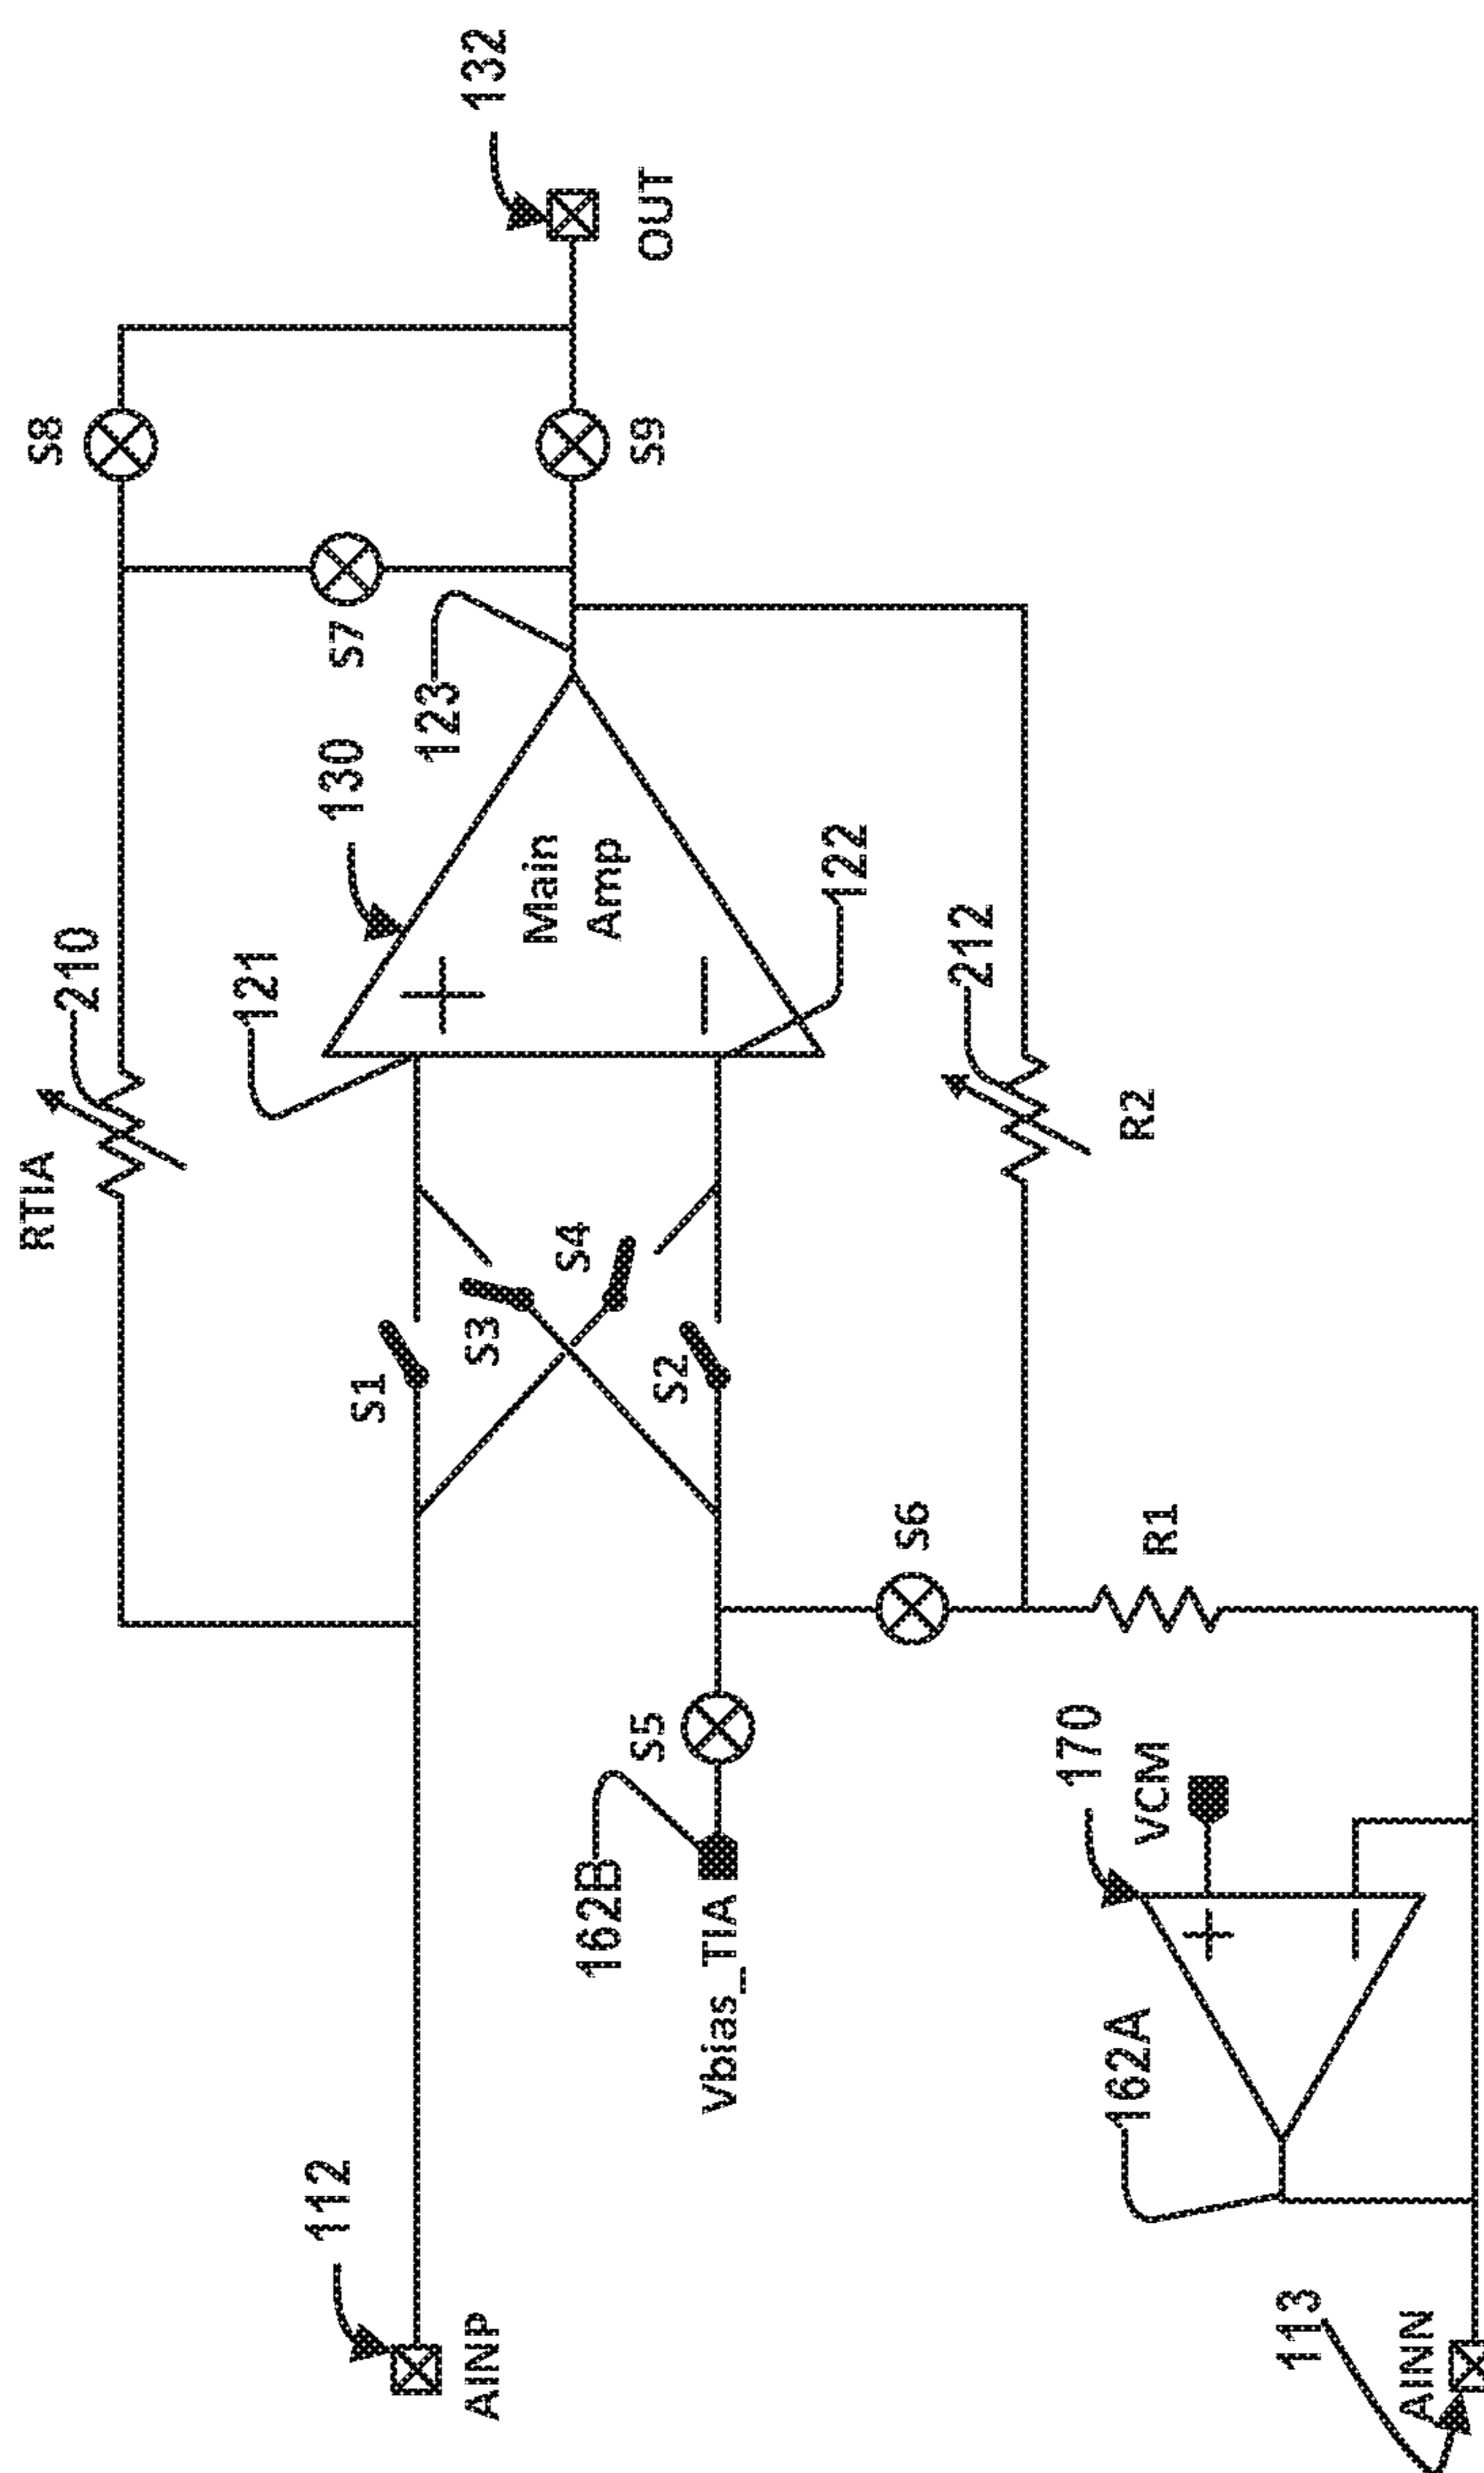 RTIA
210
S8
132
OUT
S7
S9
123
130
Main
Amp
121
122
S1
S3
S4
S2
212
R2
S6
R1
S5
162B
Vbias_TIA
170
VCM
162A
112
AINP
113
AINN